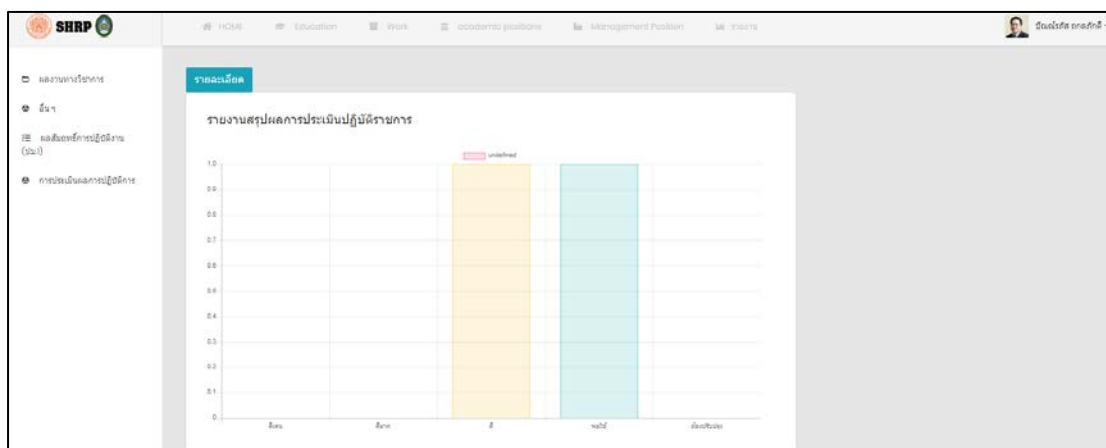 SHRP
HOME Education Work academic positions Management Position รายงาน
ผลงานทางวิชาการ
อื่น ๆ
ผลสัมฤทธิ์การปฏิบัติงาน
(ปม.1)
การประเมินผลการปฏิบัติการ
รายละเอียด
รายงานสรุปผลการประเมินปฏิบัติราชการ
undefined
1.0
0.9
0.8
0.7
0.6
0.5
0.4
0.3
0.2
0.1
0
ดีเด่น ดีมาก ดี พอใช้ ต้องปรับปรุง